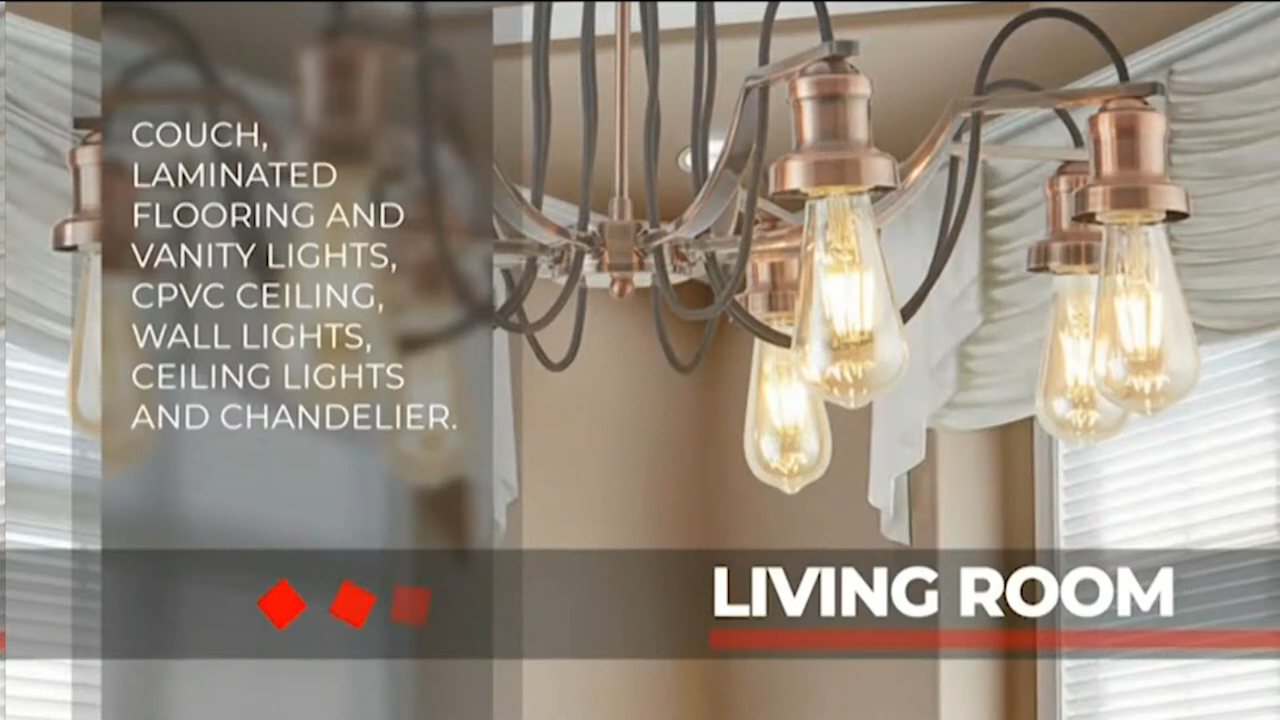 COUCH,
LAMINATED
FLOORING AND
VANITY LIGHTS,
CPVC CEILING,
WALL LIGHTS,
CEILING LIGHTS
AND CHANDELIER.
LIVING ROOM